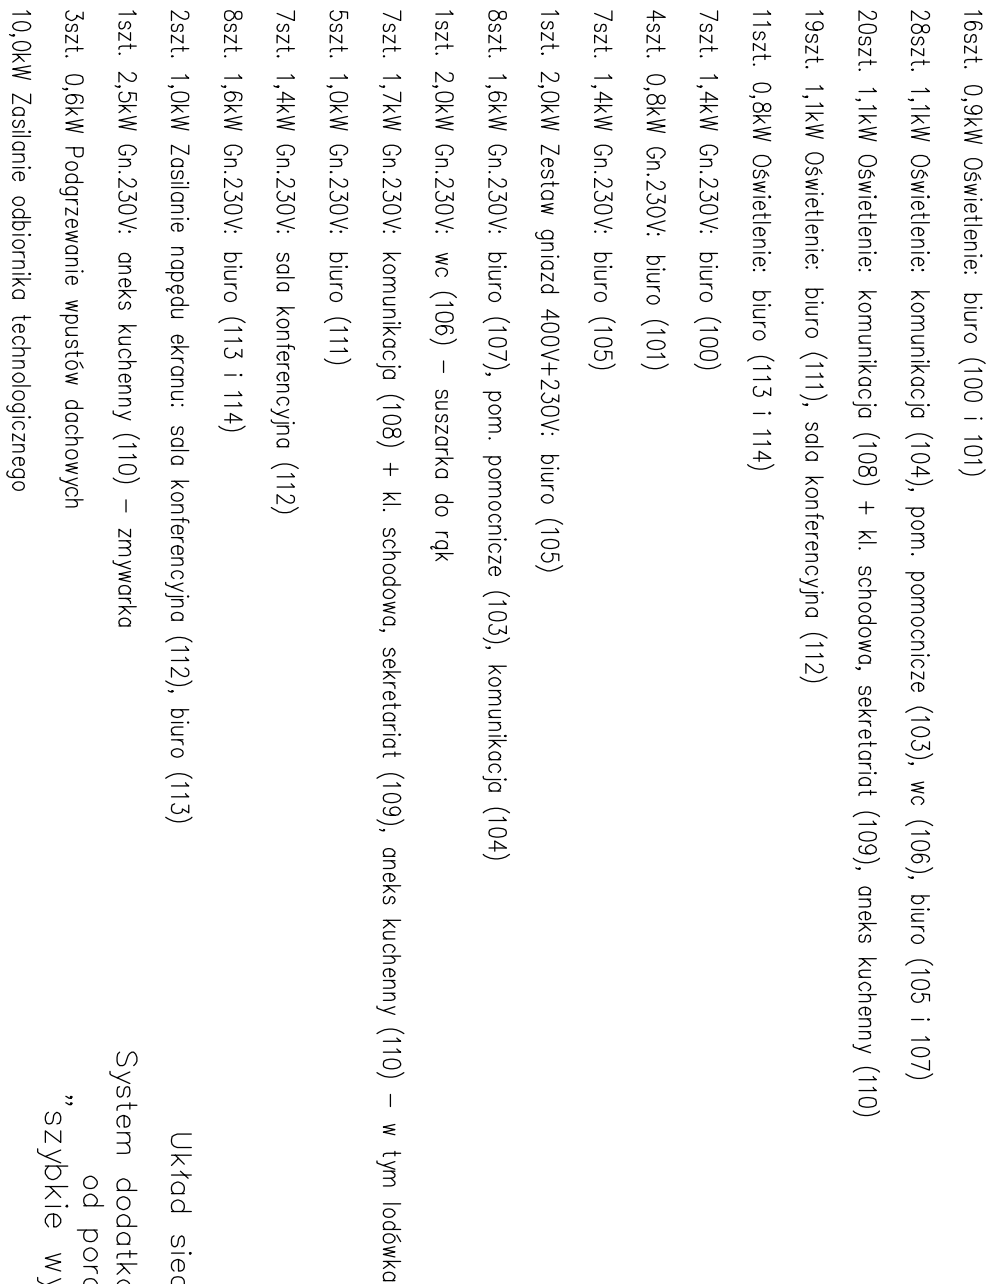 16szt. 0,9kW Oświetlenie: biuro (100 i 101)
28szt. 1,1kW Oświetlenie: komunikacja (104), pom. pomocnicze (103), wc (106), biuro (105 i 107)
20szt. 1,1kW Oświetlenie: komunikacja (108) + kl. schodowa, sekretariat (109), aneks kuchenny (110)
19szt. 1,1kW Oświetlenie: biuro (111), sala konferencyjna (112)
11szt. 0,8kW Oświetlenie: biuro (113 i 114)
7szt. 1,4kW Gn.230V: biuro (100)
4szt. 0,8kW Gn.230V: biuro (101)
7szt. 1,4kW Gn.230V: biuro (105)
1szt. 2,0kW Zestaw gniazd 400V+230V: biuro (105)
8szt. 1,6kW Gn.230V: biuro (107), pom. pomocnicze (103), komunikacja (104)
1szt. 2,0kW Gn.230V: wc (106) – suszarka do rąk
7szt. 1,7kW Gn.230V: komunikacja (108) + kl. schodowa, sekretariat (109), aneks kuchenny (110) – w tym lodówka
5szt. 1,0kW Gn.230V: biuro (111)
7szt. 1,4kW Gn.230V: sala konferencyjna (112)
8szt. 1,6kW Gn.230V: biuro (113 i 114)
2szt. 1,0kW Zasilanie napędu ekranu: sala konferencyjna (112), biuro (113)
1szt. 2,5kW Gn.230V: aneks kuchenny (110) – zmywarka
3szt. 0,6kW Podgrzewanie wpustów dachowych
10,0kW Zasilanie odbiornika technologicznego
Układ siec
System dodatko
od pora
"szybkie wy